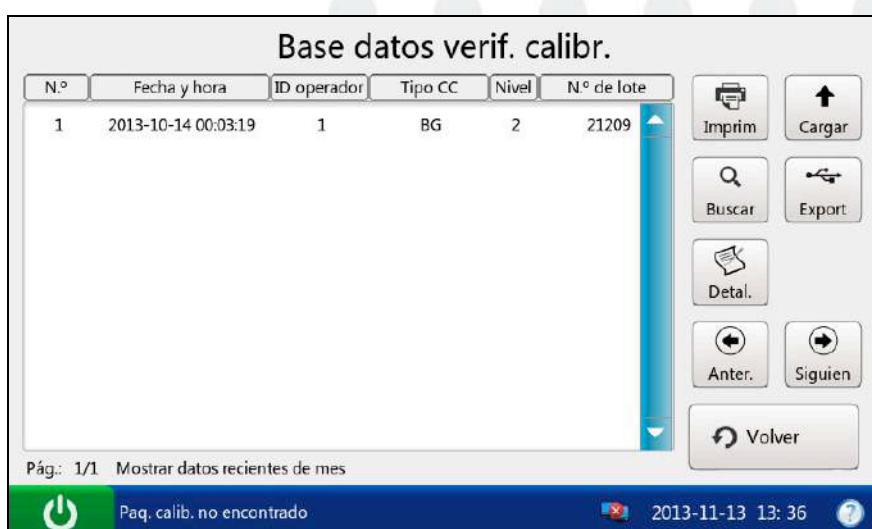 Base datos verif. calibr.
N.º Fecha y hora ID operador Tipo CC Nivel N.º de lote
1 2013-10-14 00:03:19 1 BG 2 21209
Imprim Cargar
Buscar Export
Detal.
Anter. Siguien
Volver
Pág.: 1/1 Mostrar datos recientes de mes
Paq. calib. no encontrado 2013-11-13 13: 36 ?